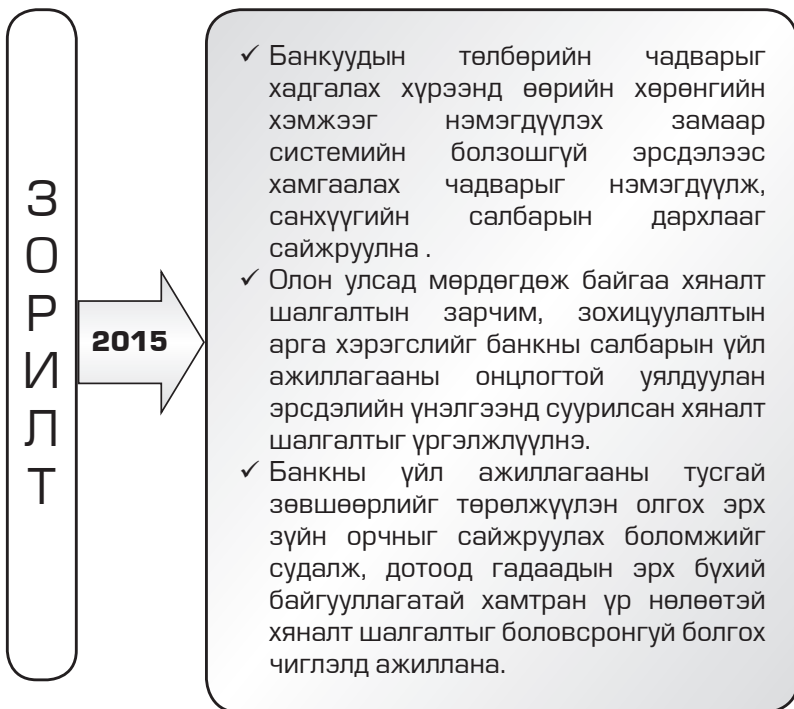 ЗОРИЛТ
2015
✓ Банкуудын төлбөрийн чадварыг
хадгалах хүрээнд өөрийн хөрөнгийн
хэмжээг нэмэгдүүлэх замаар
системийн болзошгүй эрсдэлээс
хамгаалах чадварыг нэмэгдүүлж,
санхүүгийн салбарын дархлааг
сайжруулна .
✓ Олон улсад мөрдөгдөж байгаа хяналт
шалгалтын зарчим, зохицуулалтын
арга хэрэгслийг банкны салбарын үйл
ажиллагааны онцлогтой уялдуулан
эрсдэлийн үнэлгээнд суурилсан хяналт
шалгалтыг үргэлжлүүлнэ.
✓ Банкны үйл ажиллагааны тусгай
зөвшөөрлийг төрөлжүүлэн олгох эрх
зүйн орчныг сайжруулах боломжийг
судалж, дотоод гадаадын эрх бүхий
байгууллагатай хамтран үр нөлөөтэй
хяналт шалгалтыг боловсронгуй болгох
чиглэлд ажиллана.